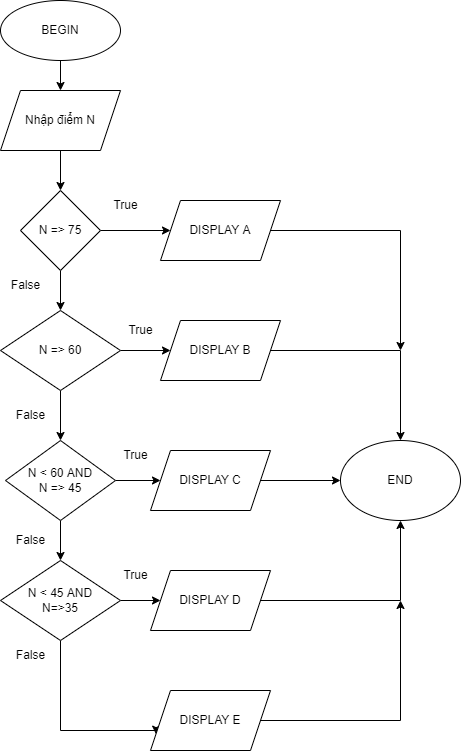 BEGIN
Nhập điểm N
True
N => 75
DISPLAY A
False
True
N => 60
DISPLAY B
False
True
N < 60 AND
N => 45
DISPLAY C
END
False
True
N < 45 AND
N=>35
DISPLAY D
False
DISPLAY E